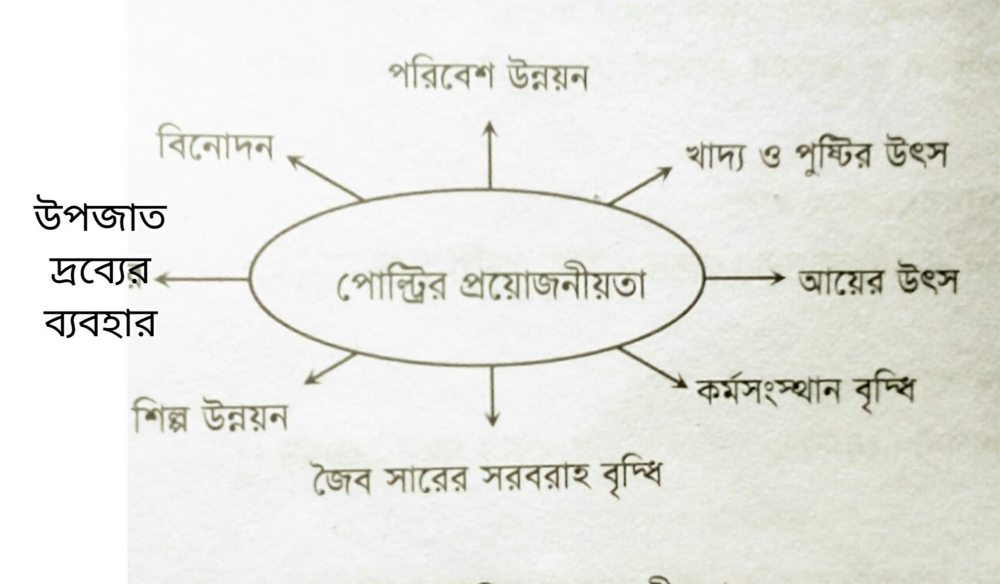 পরিবেশ উন্নয়ন
বিনোদন
খাদ্য ও পুষ্টির উৎস
উপজাত
দ্রব্যের
ব্যবহার
পোল্ট্রির প্রয়োজনীয়তা
আয়ের উৎস
কর্মসংস্থান বৃদ্ধি
শিল্প উন্নয়ন
জৈব সারের সরবরাহ বৃদ্ধি